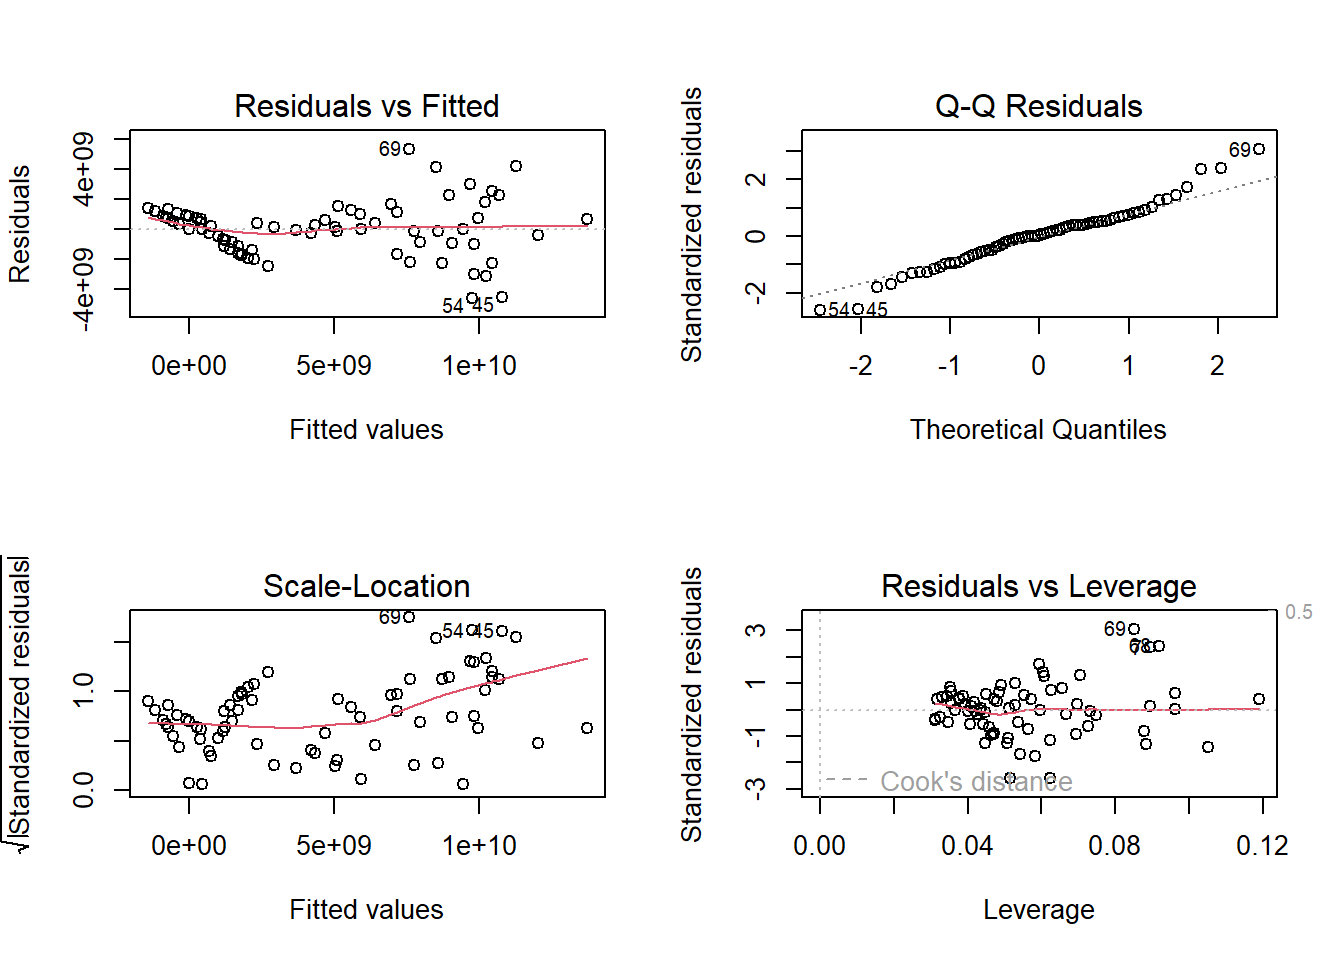 Residuals vs Fitted
Residuals
4e+09
-4e+09
69
54
45
0e+00 5e+09 1e+10
Fitted values
Q-Q Residuals
Standardized residuals
2
0
-2
69
54
45
-2 -1 0 1 2
Theoretical Quantiles
Scale-Location
√|Standardized residuals|
1.0
0.0
69
54
45
0e+00 5e+09 1e+10
Fitted values
Residuals vs Leverage
Standardized residuals
3
1
-1
-3
0.5
69
Cook's distance
0.00 0.04 0.08 0.12
Leverage